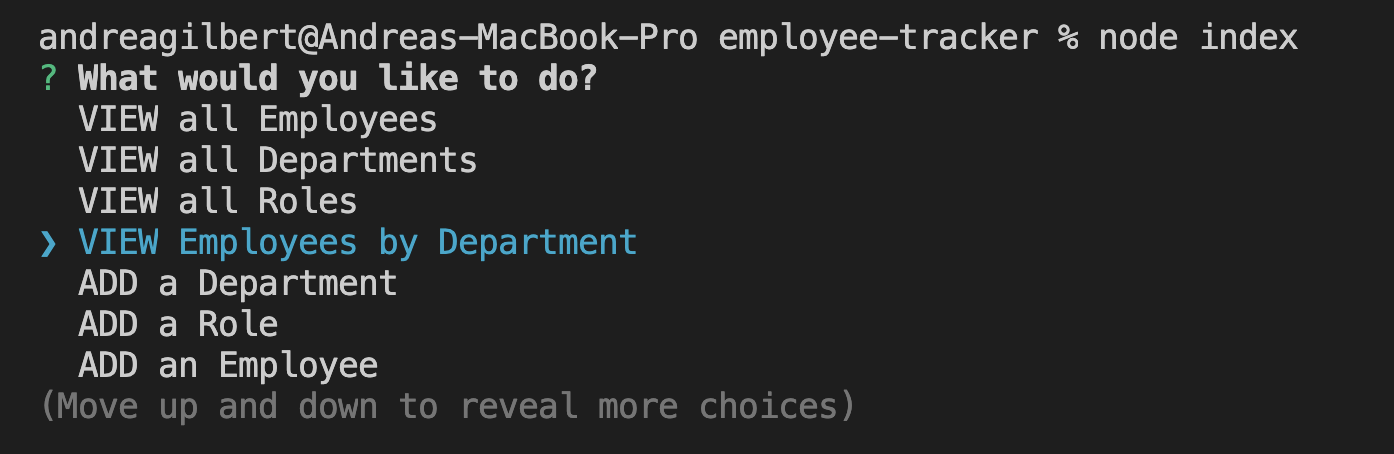 andreagilbert@Andreas-MacBook-Pro employee-tracker % node index
? What would you like to do?
VIEW all Employees
VIEW all Departments
VIEW all Roles
❯ VIEW Employees by Department
ADD a Department
ADD a Role
ADD an Employee
(Move up and down to reveal more choices)